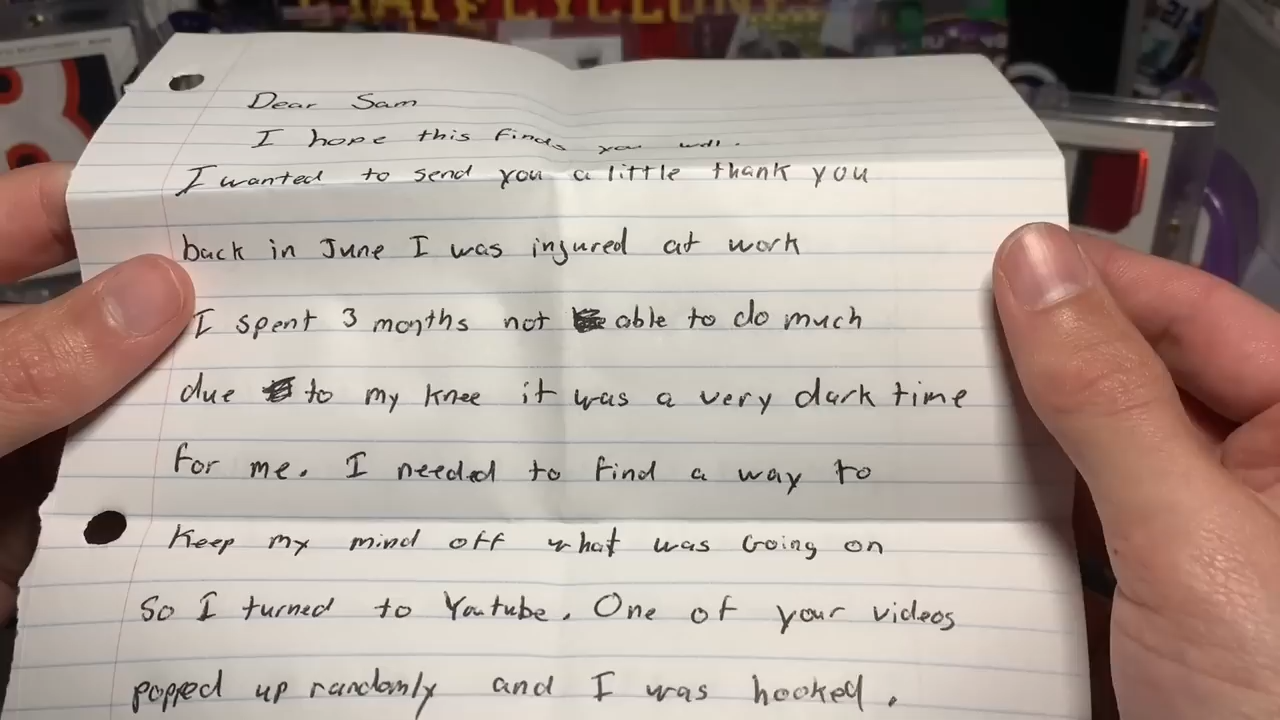 Dear Sam
I hope this finds you well.
I wanted to send you a little thank you
back in June I was injured at work
I spent 3 months not able to do much
due to my knee it was a very dark time
for me. I needed to find a way to
Keep my mind off what was Going on
So I turned to Youtube. One of your videos
popped up randomly and I was hooked.
21